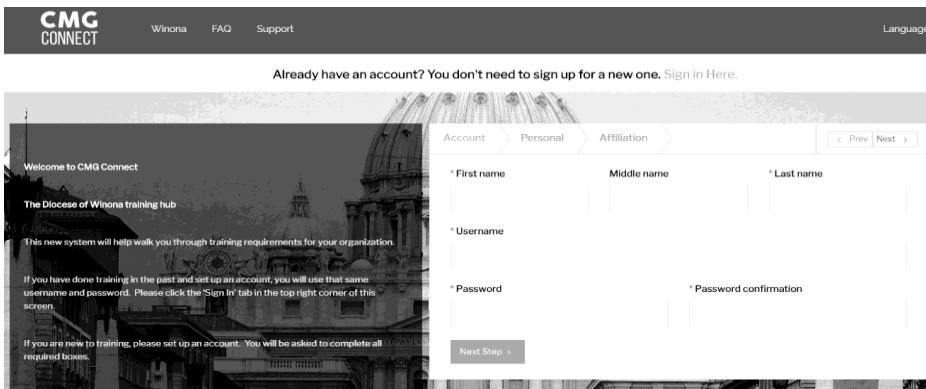 CMG
CONNECT
Winona FAQ Support Language
Already have an account? You don't need to sign up for a new one. Sign in Here.
Account Personal Affiliation < Prev Next >
Welcome to CMG Connect
The Diocese of Winona training hub
This new system will help walk you through training requirements for your organization.
If you have done training in the past and set up an account, you will use that same
username and password. Please click the 'Sign In' tab in the top right corner of this
screen.
If you are new to training, please set up an account. You will be asked to complete all
required boxes.
* First name Middle name * Last name
* Username
* Password * Password confirmation
Next Step >